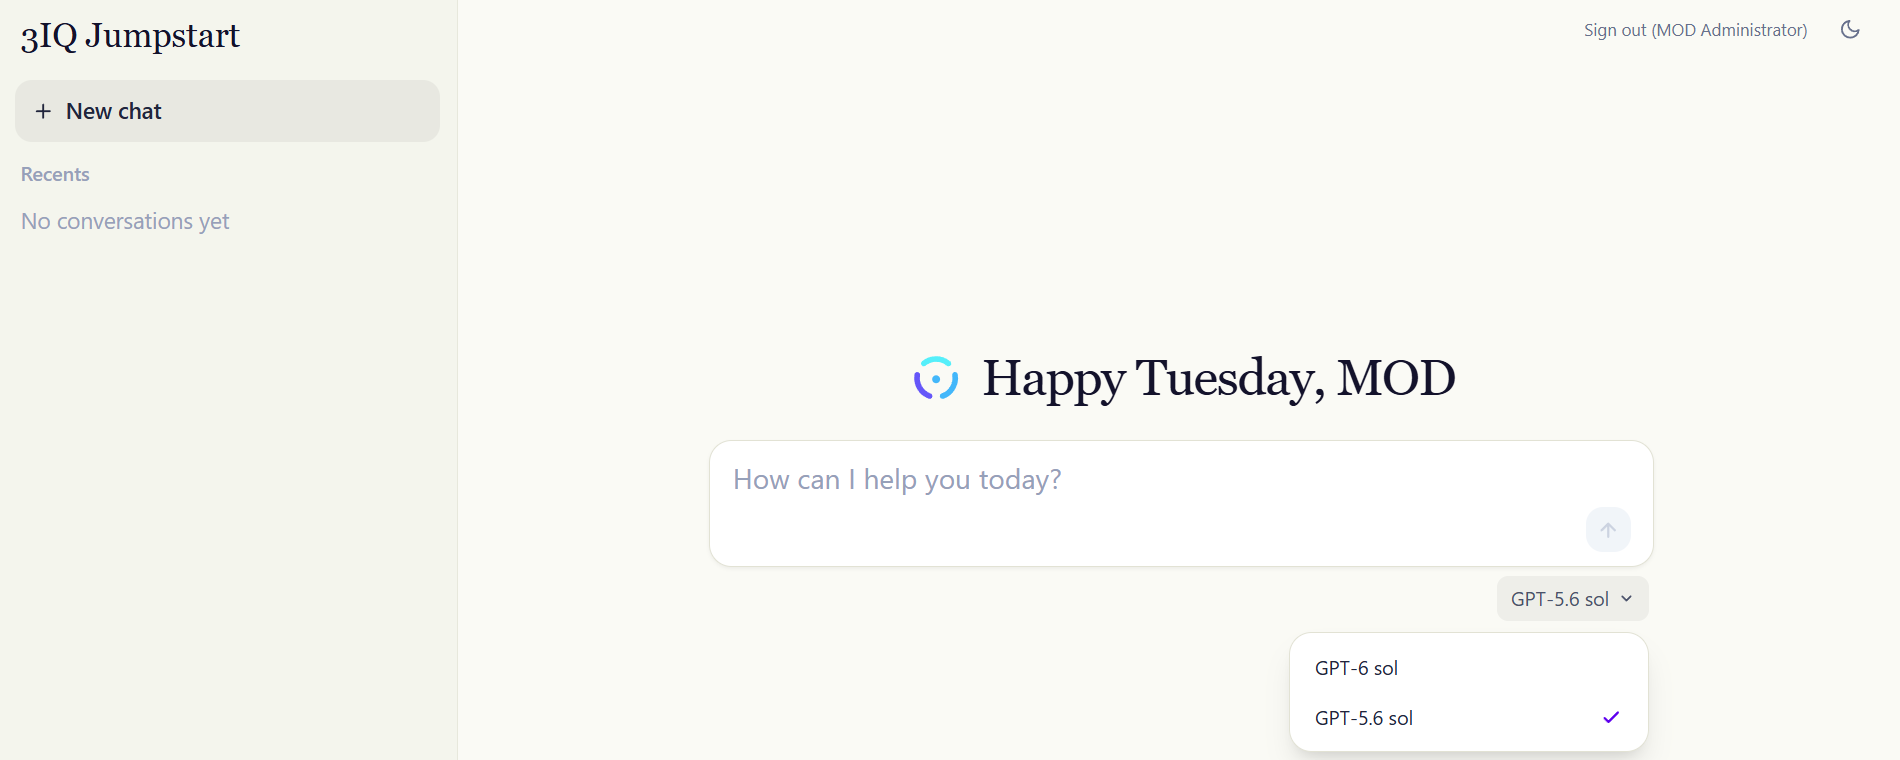 3IQ Jumpstart
New chat
Recents
No conversations yet
Sign out (MOD Administrator)
Happy Tuesday, MOD
How can I help you today?
GPT-5.6 sol
GPT-6 sol
GPT-5.6 sol